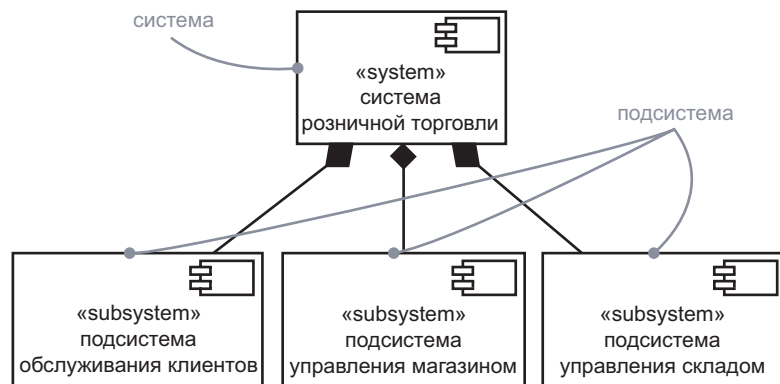 система
«system»
система
розничной торговли
подсистема
«subsystem»
подсистема
обслуживания клиентов
«subsystem»
подсистема
управления магазином
«subsystem»
подсистема
управления складом